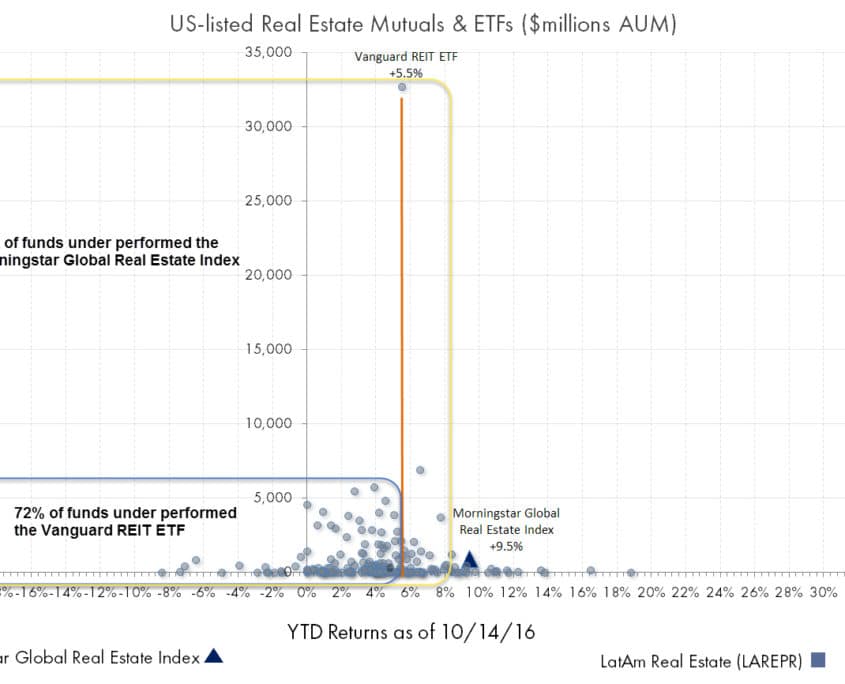 US-listed Real Estate Mutuals & ETFs ($millions AUM)
35,000
Vanguard REIT ETF
+5.5%
30,000
25,000
of funds under performed the
ningstar Global Real Estate Index
20,000
15,000
10,000
5,000
72% of funds under performed
the Vanguard REIT ETF
Morningstar Global
Real Estate Index
+9.5%
0
%-16%-14%-12%-10% -8% -6% -4% -2% 0% 2% 4% 6% 8% 10% 12% 14% 16% 18% 20% 22% 24% 26% 28% 30%
YTD Returns as of 10/14/16
ar Global Real Estate Index
LatAm Real Estate (LAREPR)